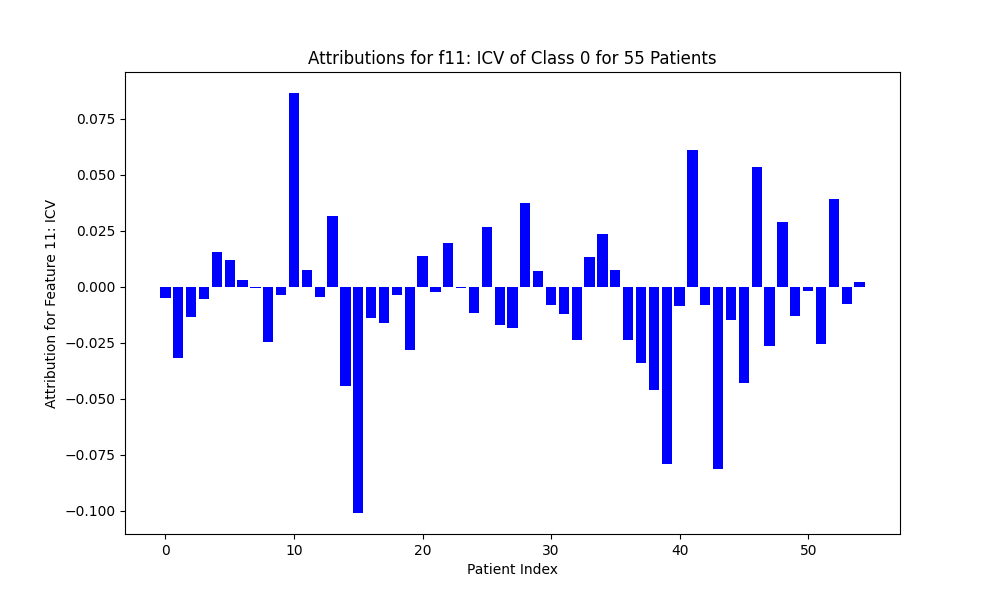 Attributions for f11: ICV of Class 0 for 55 Patients
Attribution for Feature 11: ICV
0.075
0.050
0.025
0.000
−0.025
−0.050
−0.075
−0.100
0 10 20 30 40 50
Patient Index